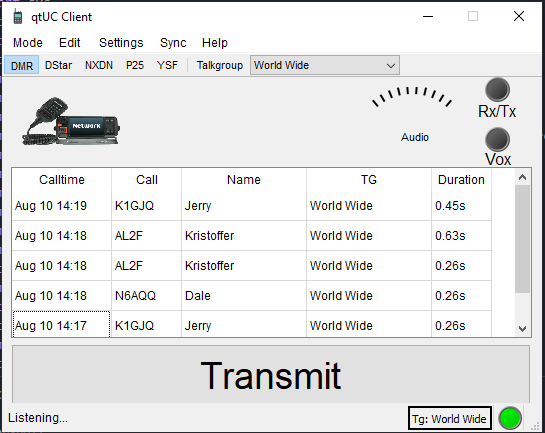 qtUC Client
Mode Edit Settings Sync Help
DMR DStar NXDN P25 YSF Talkgroup World Wide
Network
Rx/Tx
Audio
Vox
Calltime Call Name TG Duration
Aug 10 14:19 K1GJQ Jerry World Wide 0.45s
Aug 10 14:18 AL2F Kristoffer World Wide 0.63s
Aug 10 14:18 AL2F Kristoffer World Wide 0.26s
Aug 10 14:18 N6AQQ Dale World Wide 0.26s
Aug 10 14:17 K1GJQ Jerry World Wide 0.26s
Transmit
Listening... Tg: World Wide